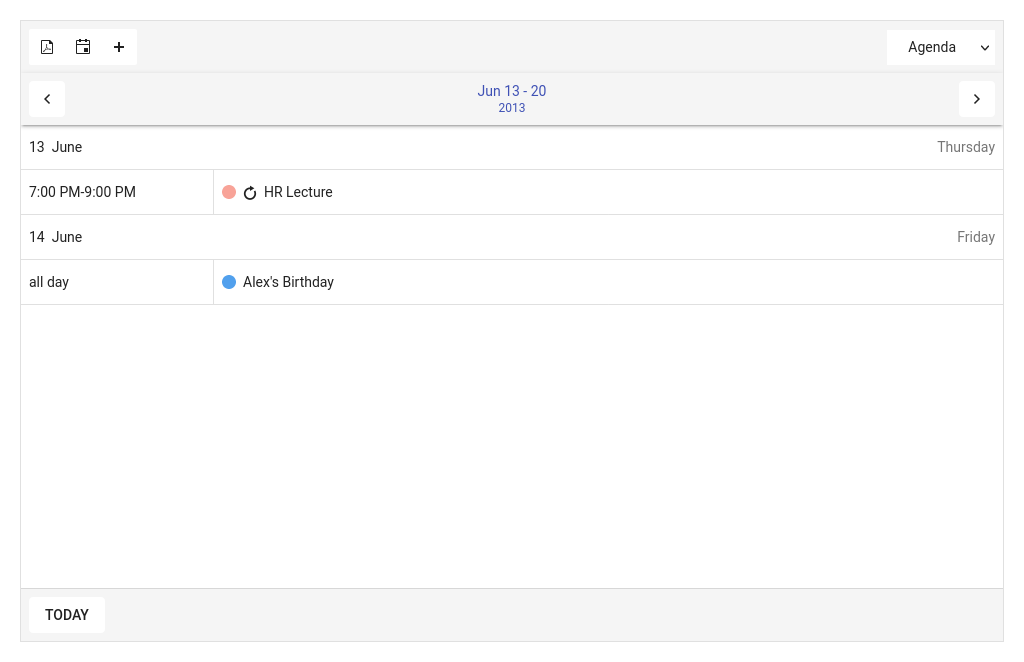 Agenda
Jun 13 - 20
2013
13 June Thursday
7:00 PM-9:00 PM HR Lecture
14 June Friday
all day Alex's Birthday
TODAY